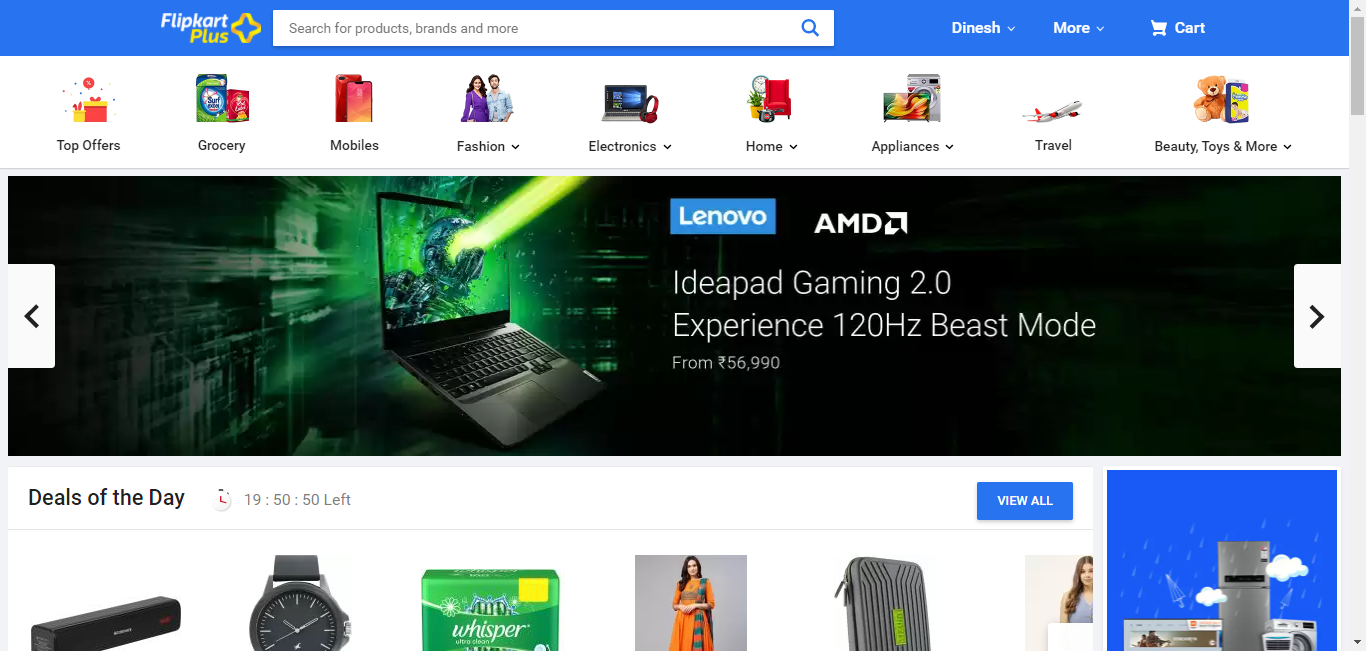 Flipkart
Plus
Search for products, brands and more
Dinesh
More
Cart
Top Offers
Grocery
Mobiles
Fashion
Electronics
Home
Appliances
Travel
Beauty, Toys & More
Lenovo
AMD
Ideapad Gaming 2.0
Experience 120Hz Beast Mode
From ₹56,990
Deals of the Day
19 : 50 : 50 Left
VIEW ALL
whisper
ultra clean